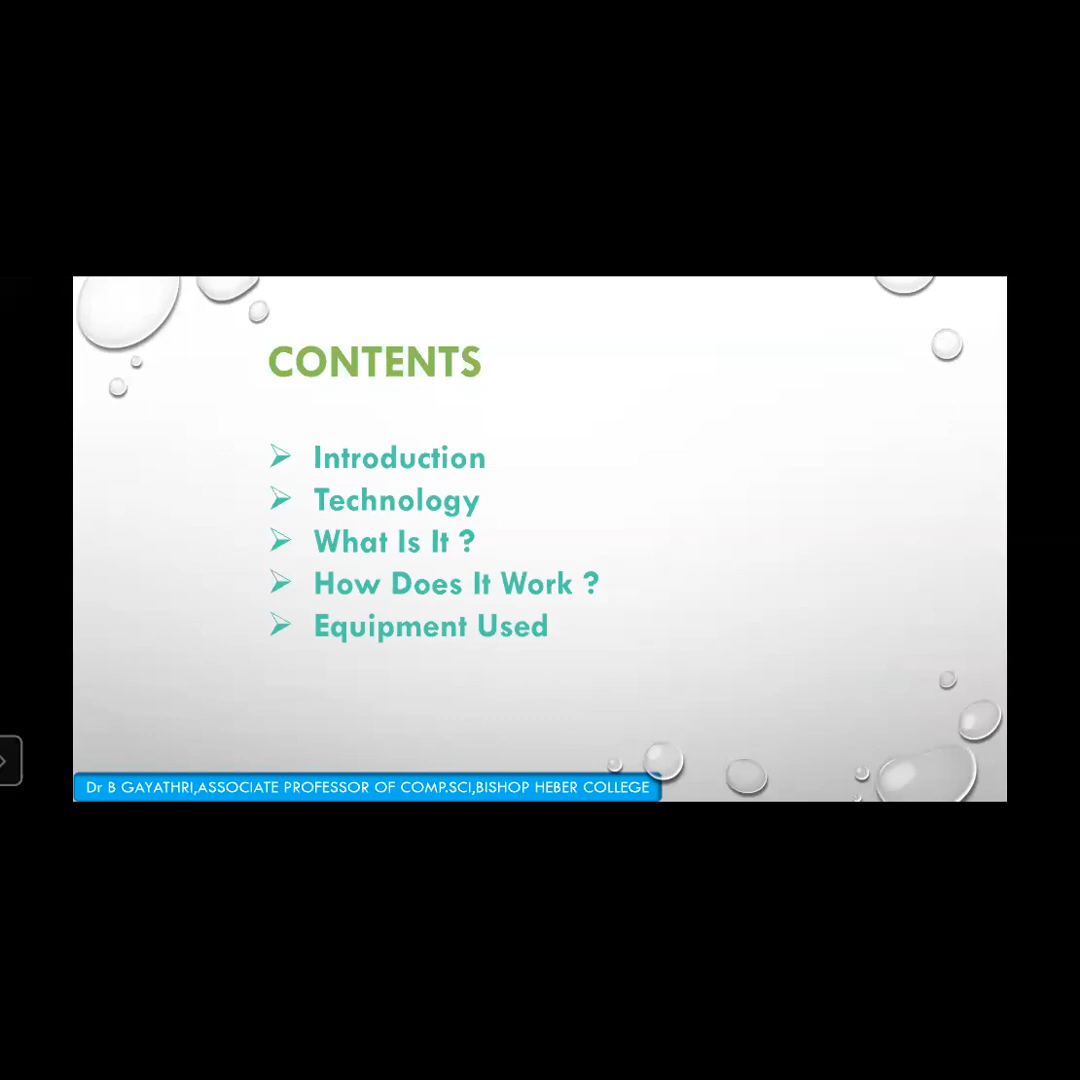 CONTENTS
Introduction
Technology
What Is It ?
How Does It Work ?
Equipment Used
Dr B GAYATHRI,ASSOCIATE PROFESSOR OF COMP.SCI,BISHOP HEBER COLLEGE